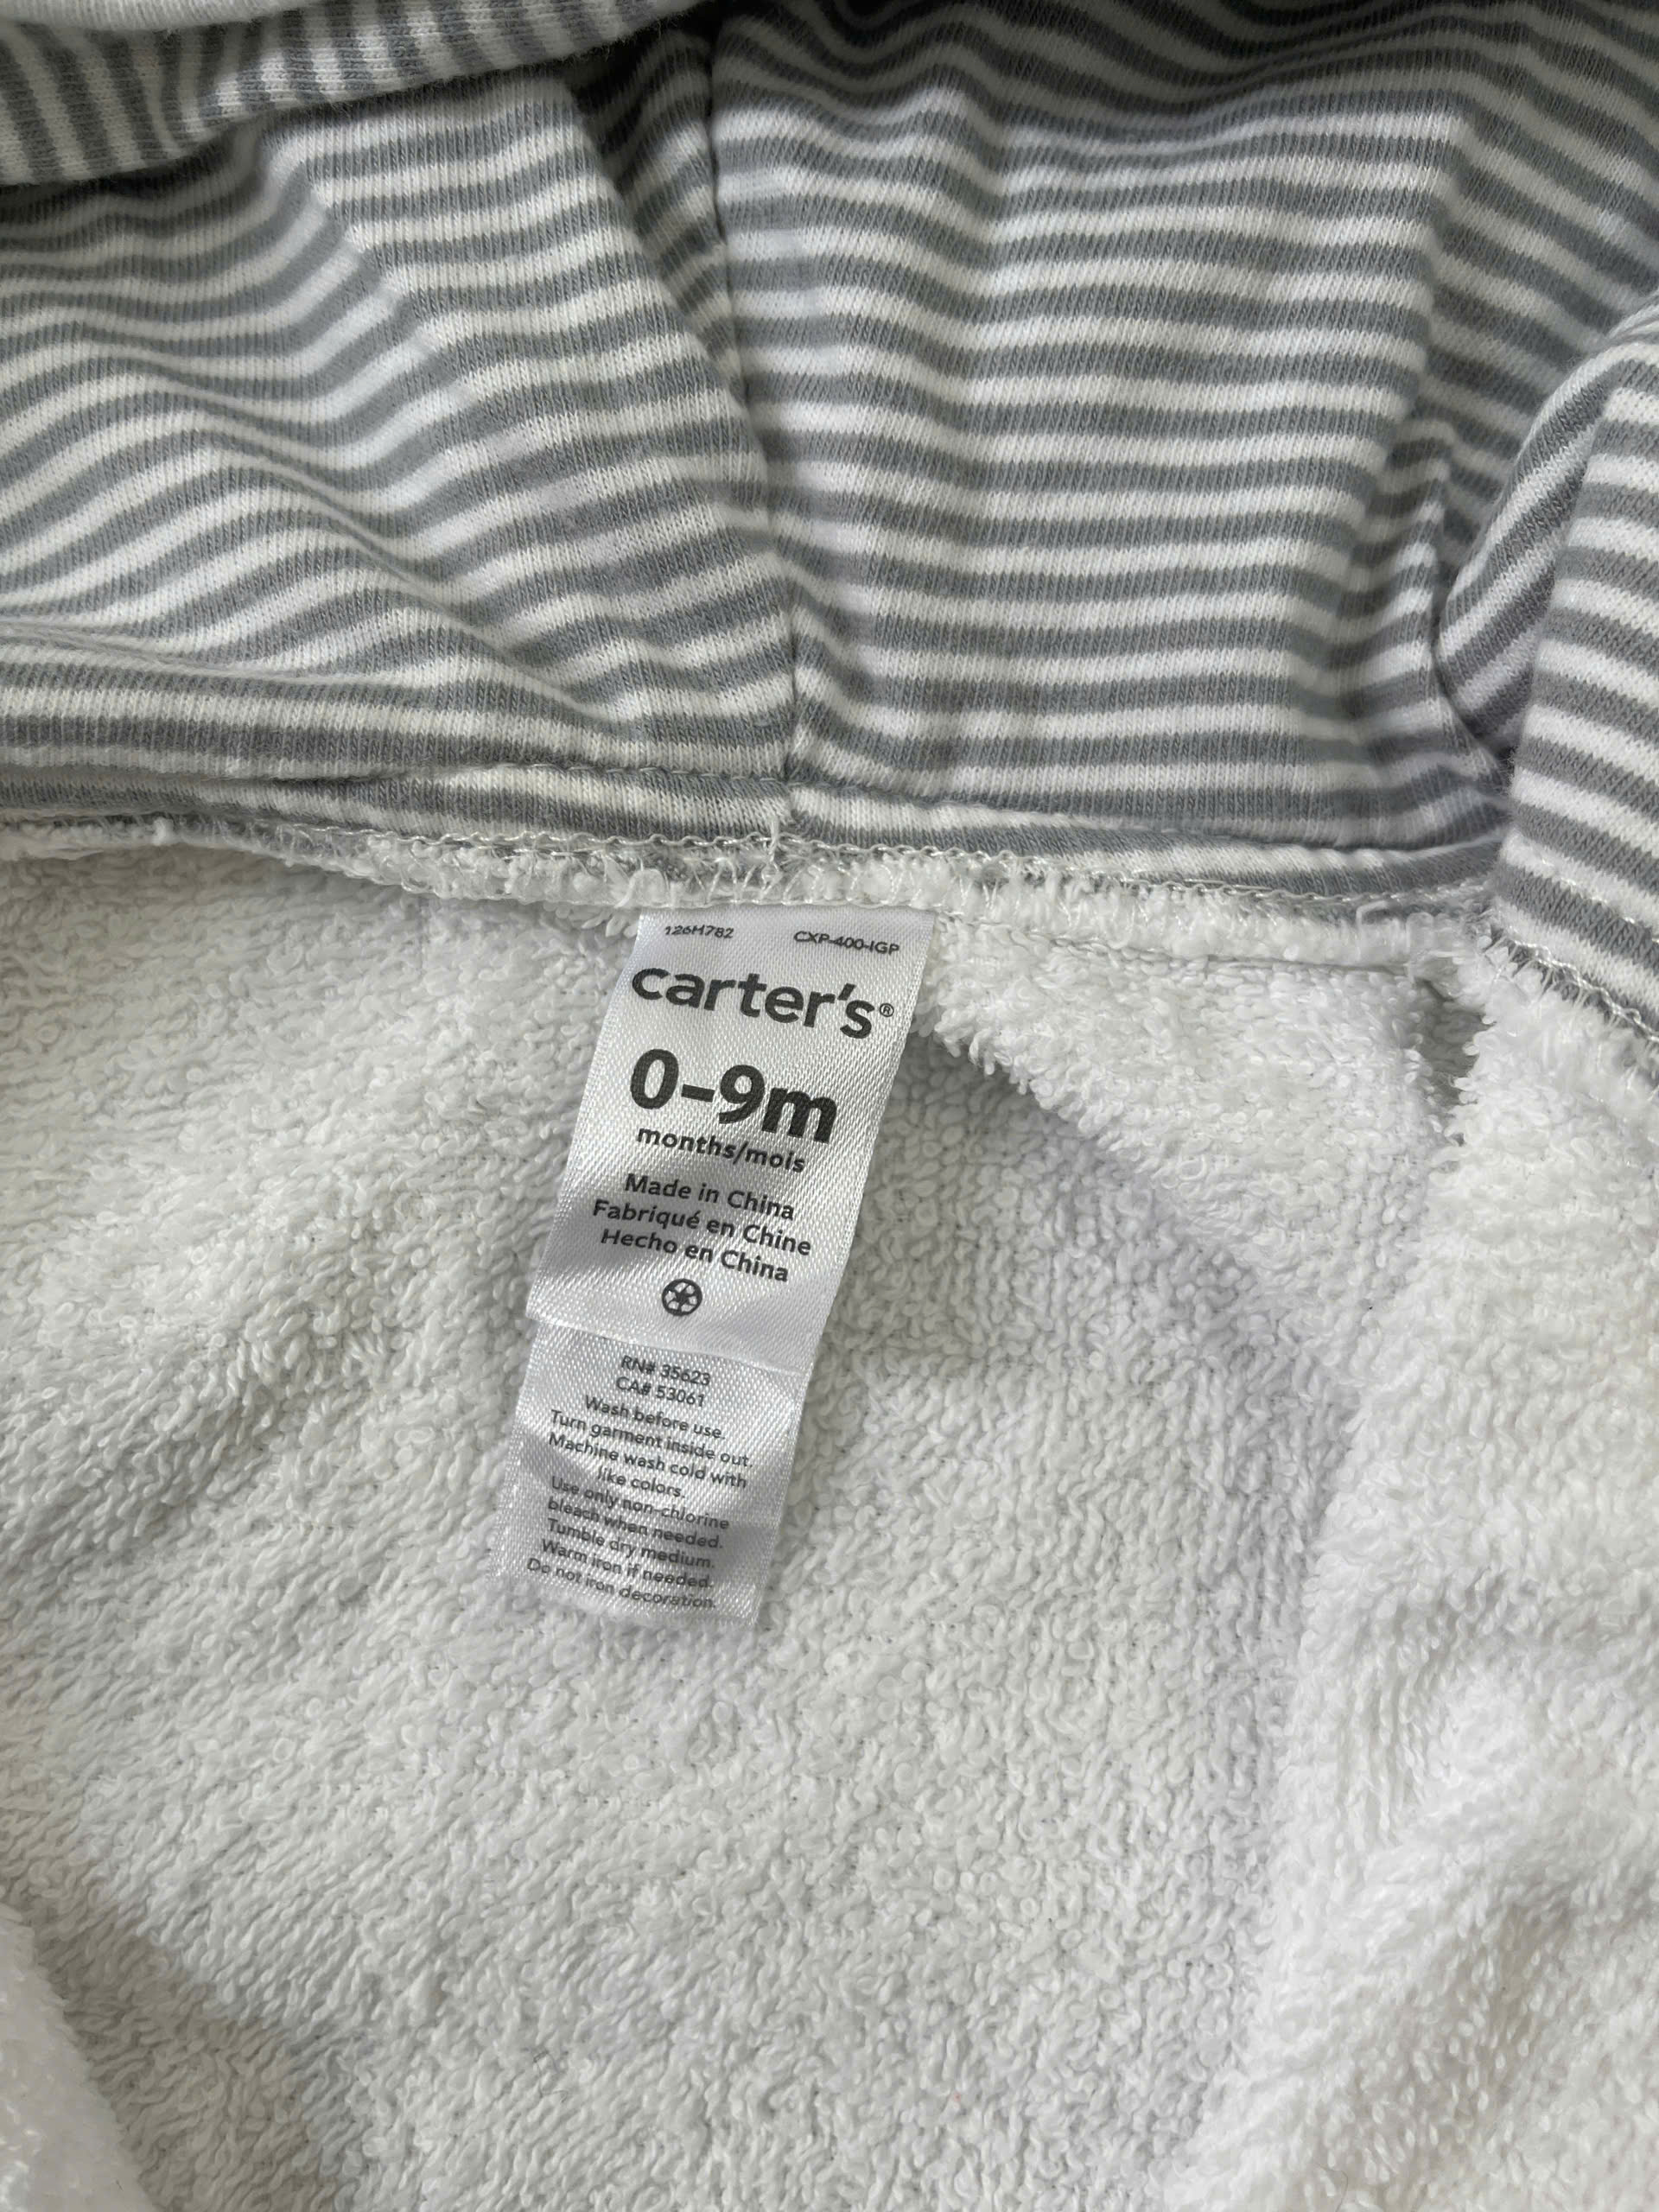 126H782 CXP-400-IGP
carter's®
0-9m
months/mois
Made in China
Fabriqué en Chine
Hecho en China
RN# 35623
CA# 53061
Wash before use.
Turn garment inside out.
Machine wash cold with
like colors.
Use only non-chlorine
bleach when needed.
Tumble dry medium.
Warm iron if needed.
Do not iron decoration.